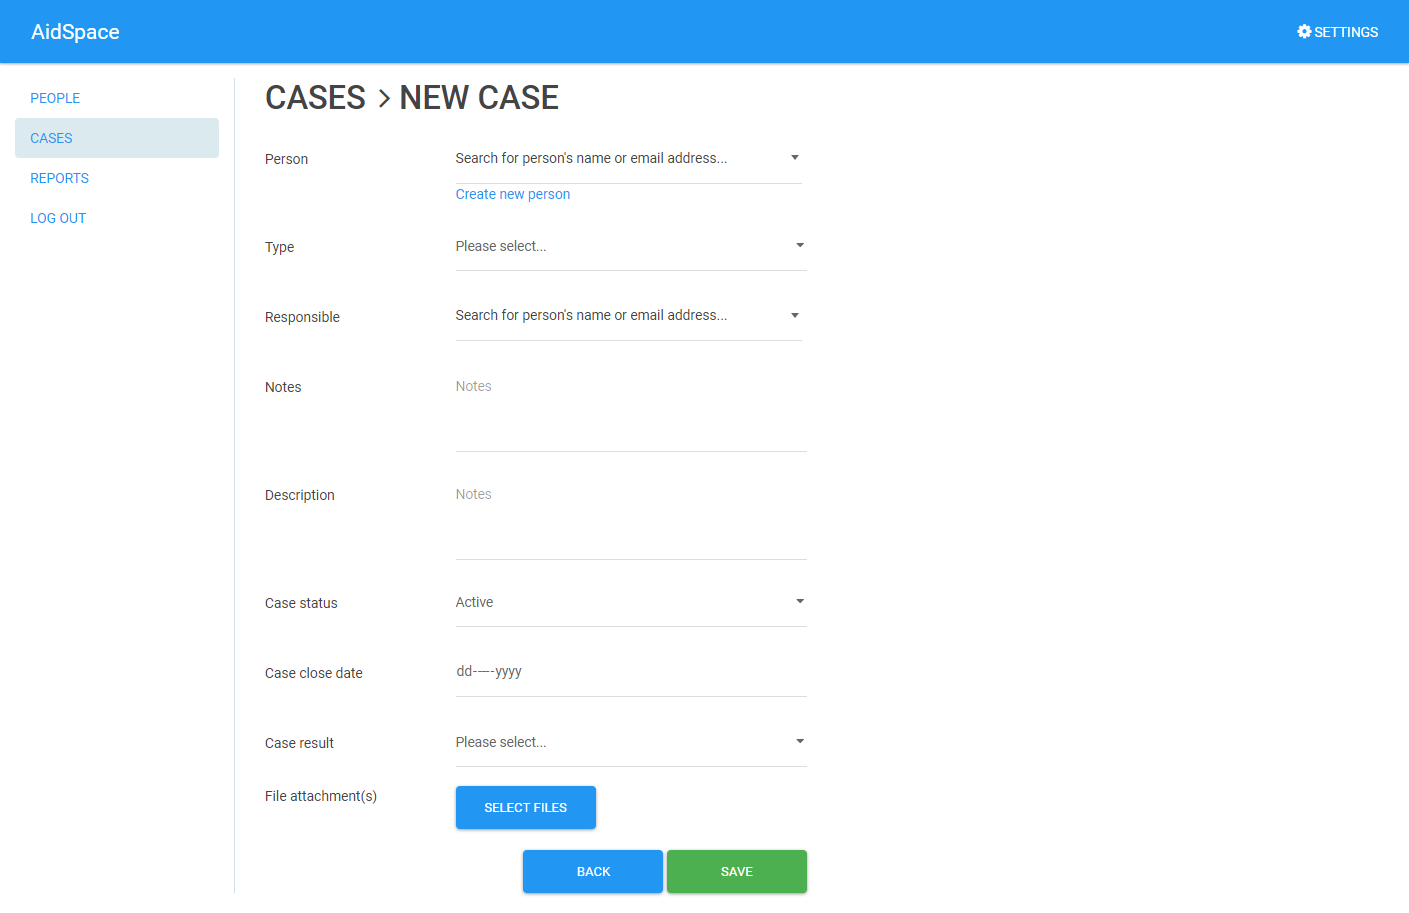 AidSpace
SETTINGS
PEOPLE
CASES
REPORTS
LOG OUT
CASES > NEW CASE
Person
Search for person's name or email address...
Create new person
Type
Please select...
Responsible
Search for person's name or email address...
Notes
Notes
Description
Notes
Case status
Active
Case close date
dd-----yyyy
Case result
Please select...
File attachment(s)
SELECT FILES
BACK
SAVE